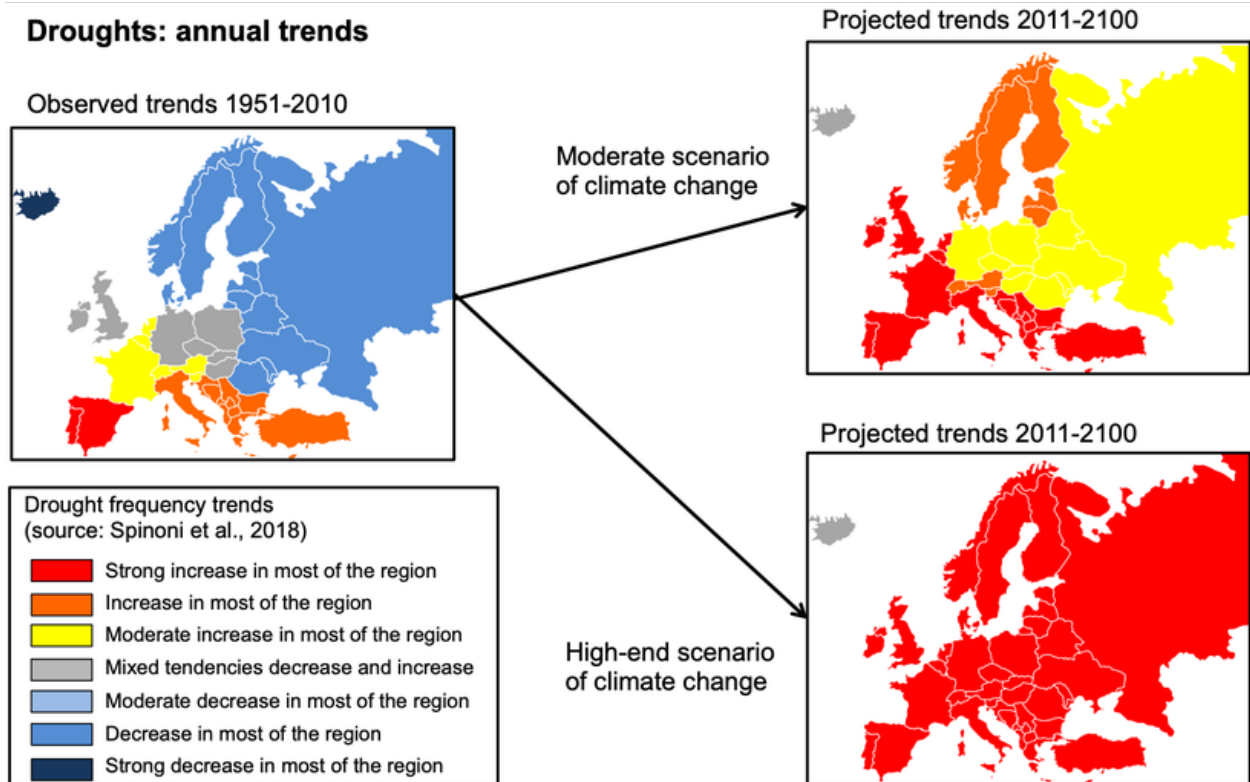 Droughts: annual trends
Observed trends 1951-2010
Moderate scenario
of climate change
Projected trends 2011-2100
Projected trends 2011-2100
High-end scenario
of climate change
Drought frequency trends
(source: Spinoni et al., 2018)
Strong increase in most of the region
Increase in most of the region
Moderate increase in most of the region
Mixed tendencies decrease and increase
Moderate decrease in most of the region
Decrease in most of the region
Strong decrease in most of the region